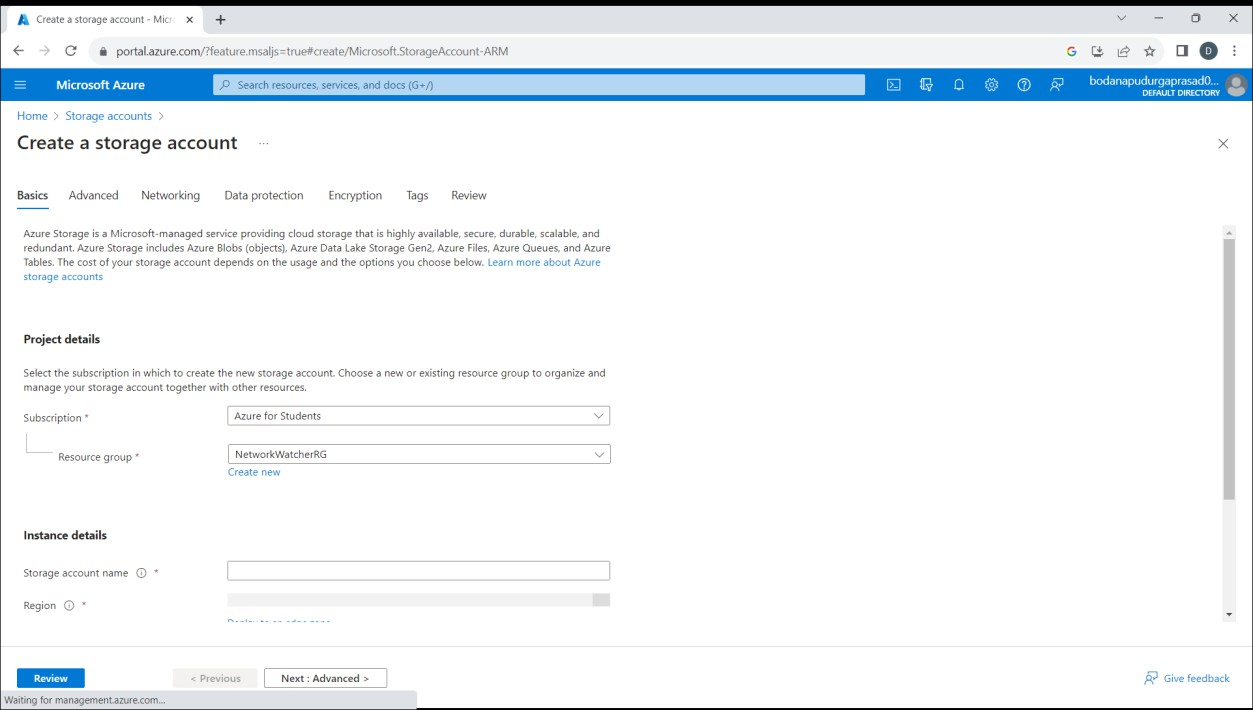 Create a storage account - Micr
portal.azure.com/?feature.msaljs=true#create/Microsoft.StorageAccount-ARM
D
Microsoft Azure
Search resources, services, and docs (G+/)
bodanapudurgaprasad0...
DEFAULT DIRECTORY
Home > Storage accounts >
Create a storage account ...
Basics Advanced Networking Data protection Encryption Tags Review
Azure Storage is a Microsoft-managed service providing cloud storage that is highly available, secure, durable, scalable, and
redundant. Azure Storage includes Azure Blobs (objects), Azure Data Lake Storage Gen2, Azure Files, Azure Queues, and Azure
Tables. The cost of your storage account depends on the usage and the options you choose below. Learn more about Azure
storage accounts
Project details
Select the subscription in which to create the new storage account. Choose a new or existing resource group to organize and
manage your storage account together with other resources.
Subscription * Azure for Students
Resource group * NetworkWatcherRG
Create new
Instance details
Storage account name *
Region *
Deploy to an edge zone
Review < Previous Next : Advanced > Give feedback
Waiting for management.azure.com...